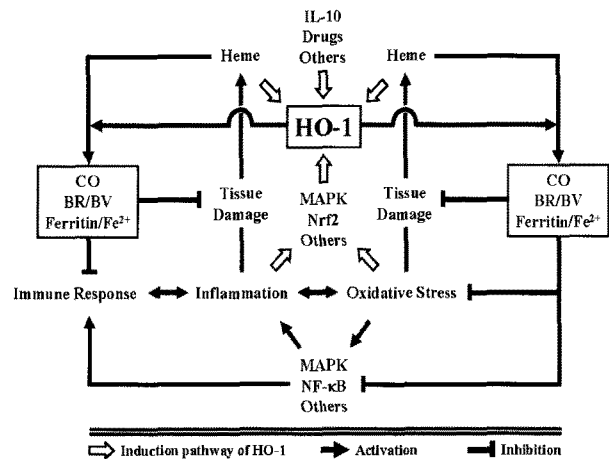 IL-10
Drugs
Others
Heme
Heme
HO-1
CO
BR/BV
Ferritin/Fe²⁺
Tissue
Damage
MAPK
Nrf2
Others
Tissue
Damage
CO
BR/BV
Ferritin/Fe²⁺
Immune Response
Inflammation
Oxidative Stress
MAPK
NF-κB
Others
Induction pathway of HO-1
Activation
Inhibition